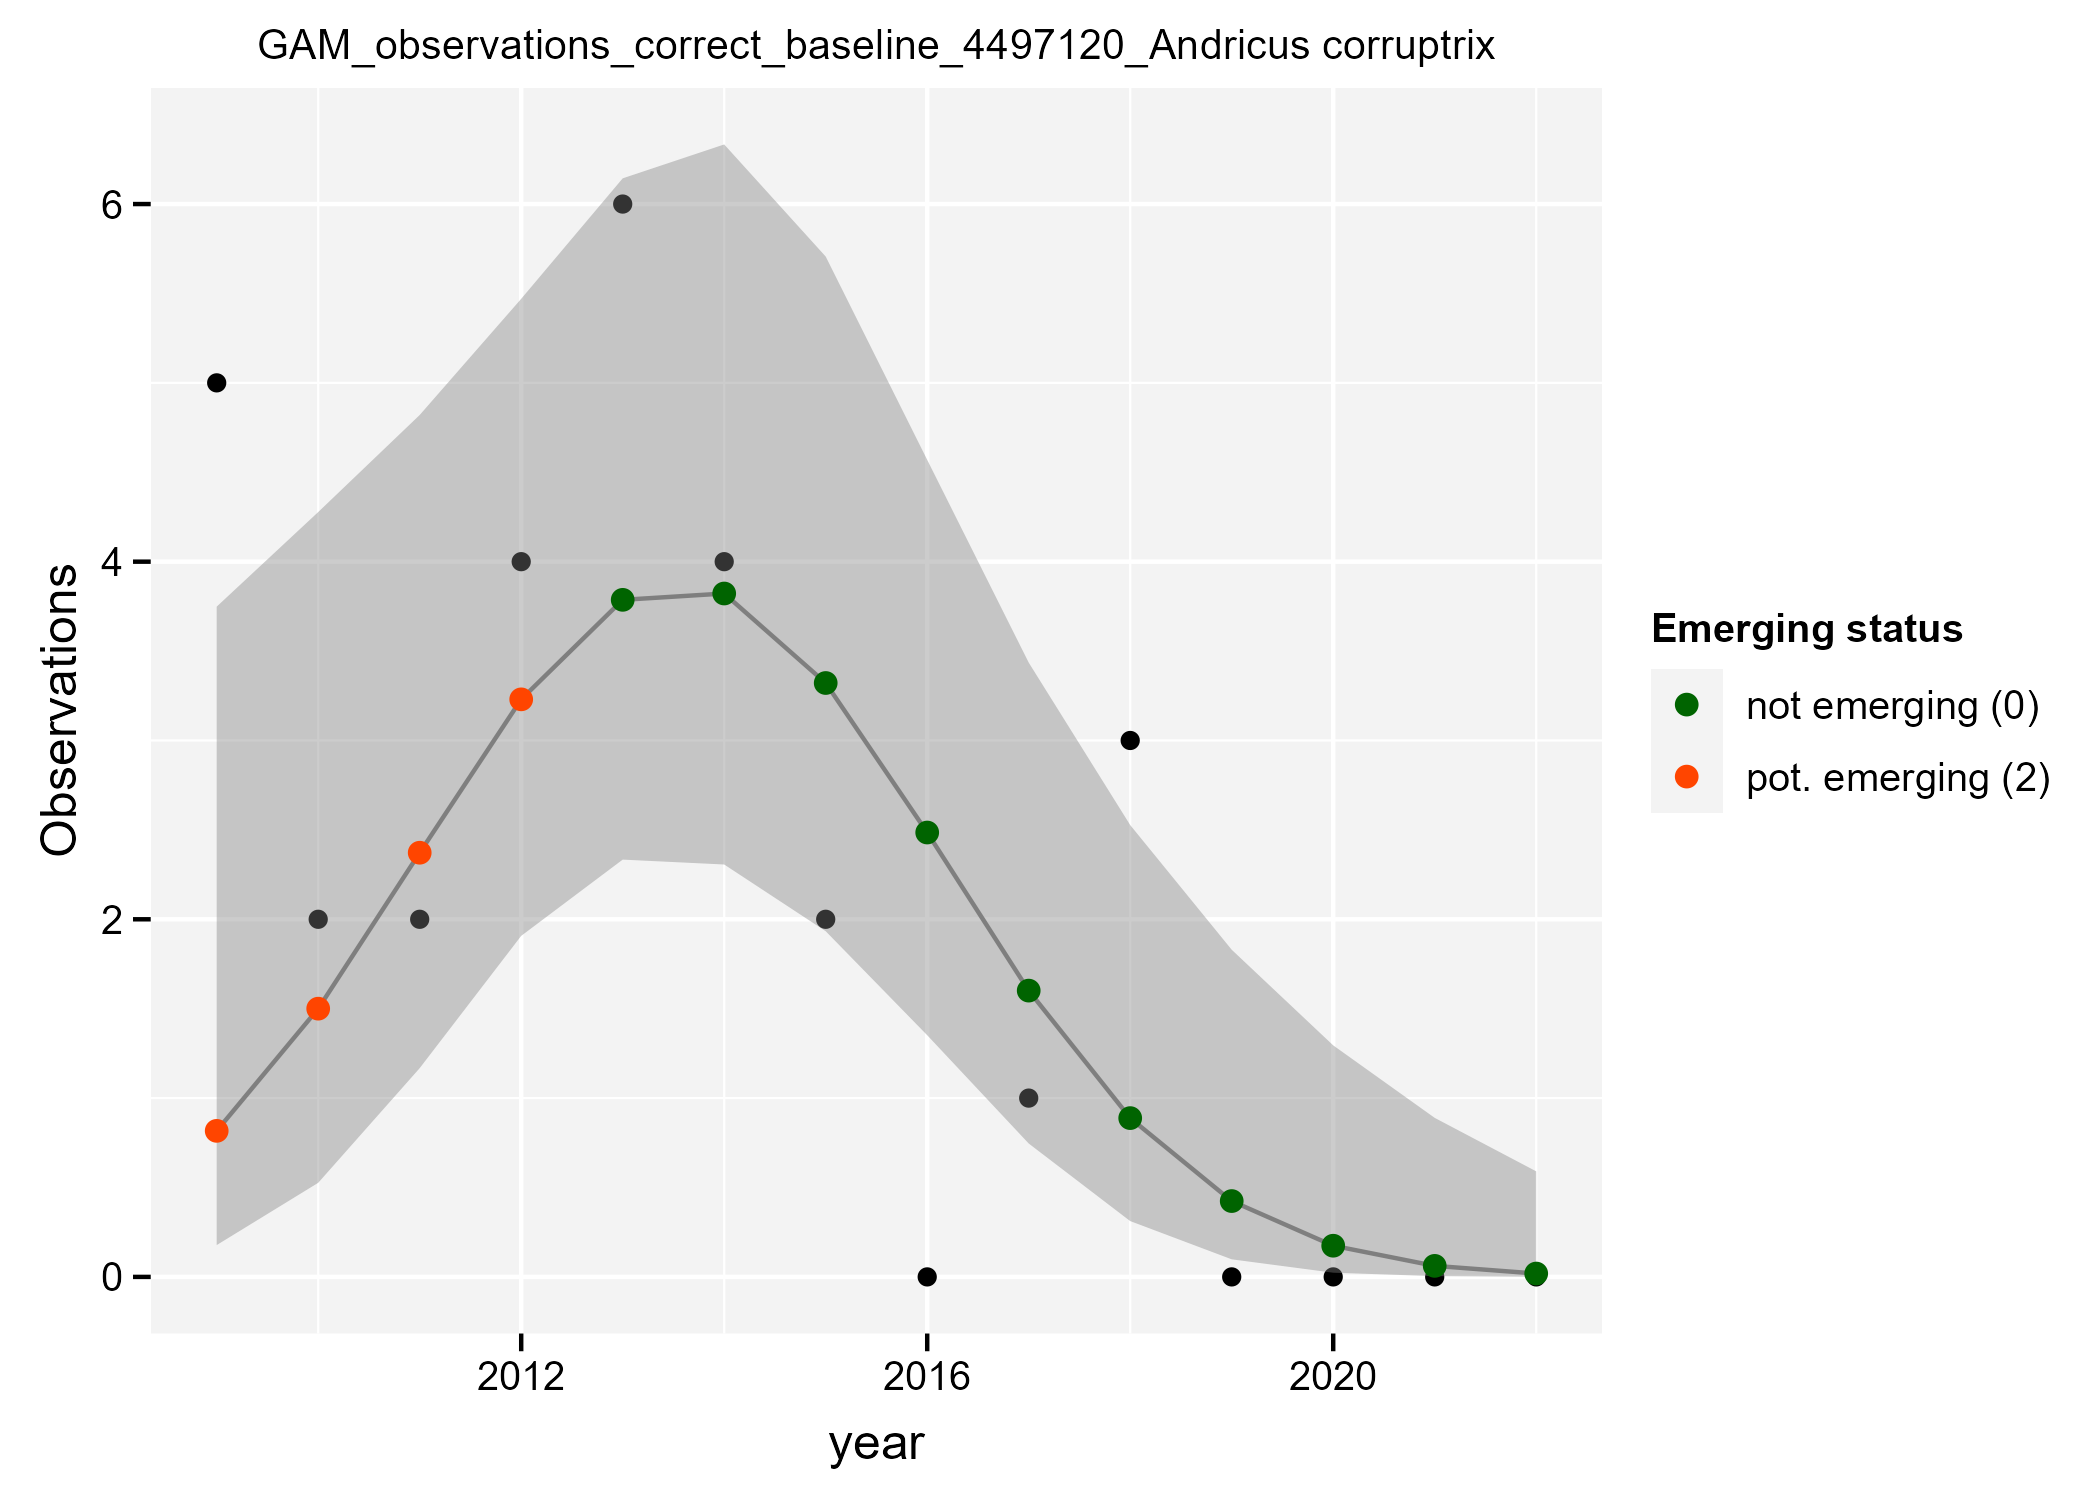 GAM_observations_correct_baseline_4497120_Andricus corruptrix
6
4
2
0
Observations
2012
2016
2020
year
Emerging status
not emerging (0)
pot. emerging (2)